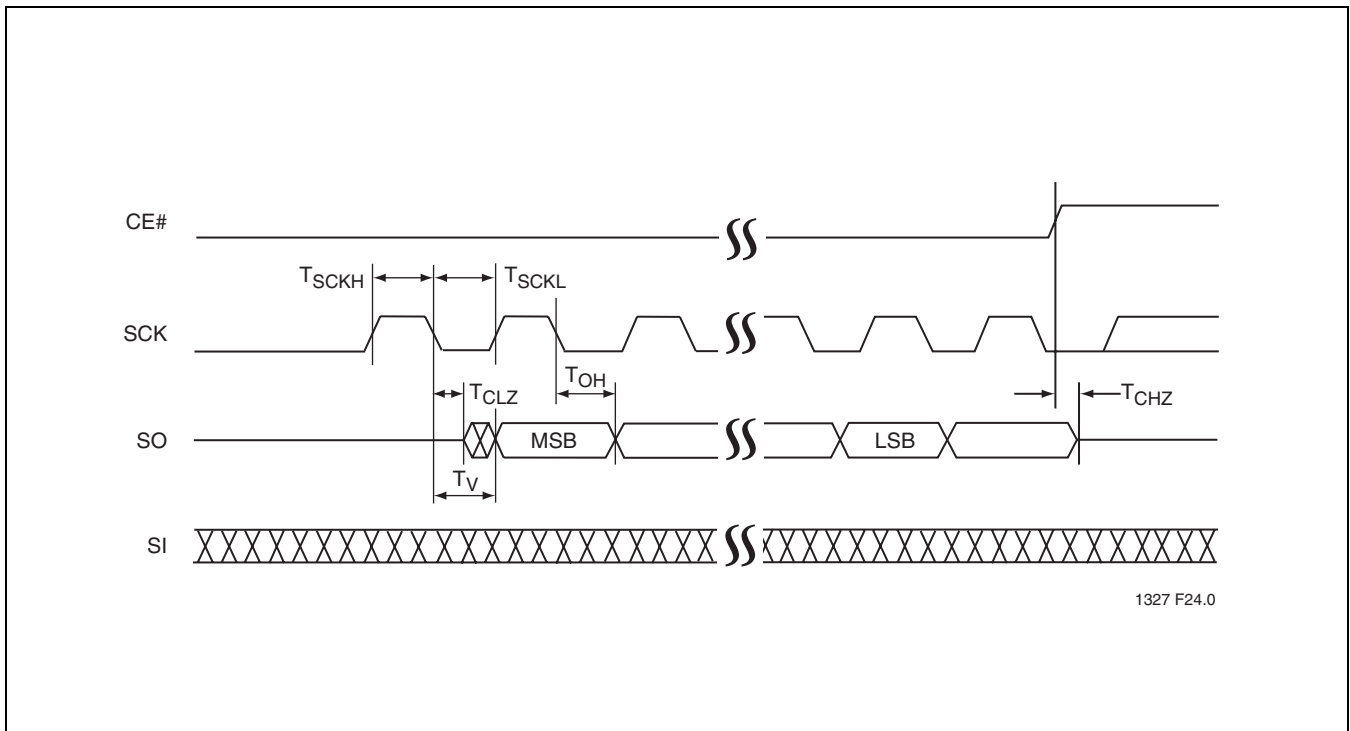 CE#
T_SCKH T_SCKL
SCK
T_OH
T_CLZ T_CHZ
SO MSB LSB
T_V
SI
1327 F24.0